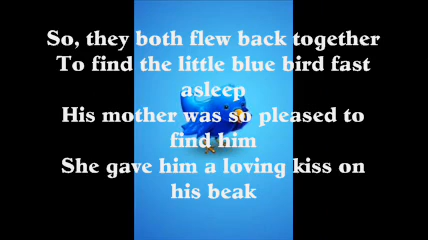 So, they both flew back together
To find the little blue bird fast
asleep
His mother was so pleased to
find him
She gave him a loving kiss on
his beak